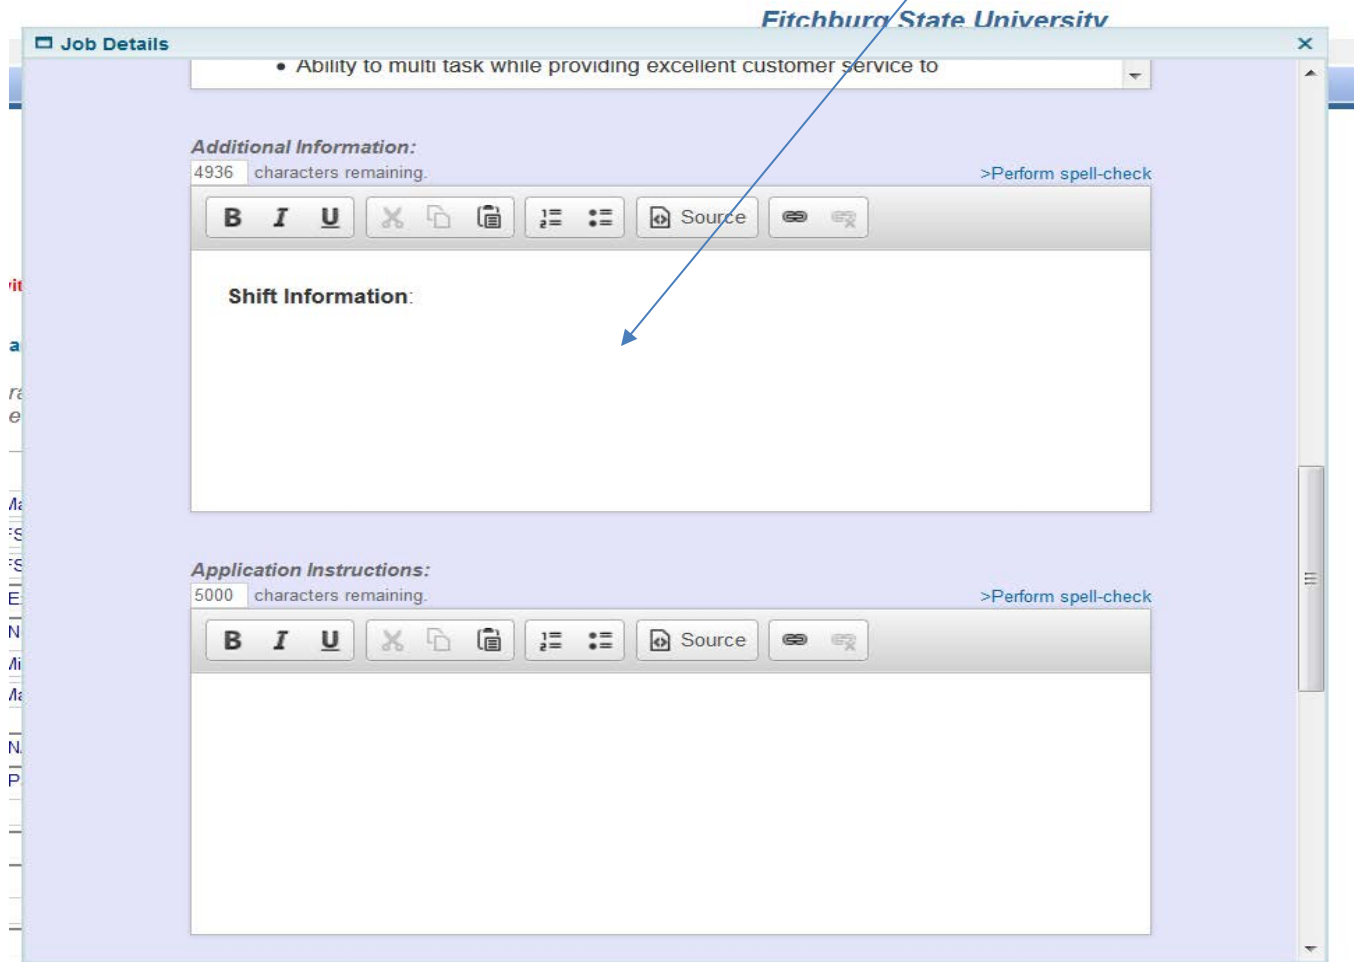 Fitchburg State University
Job Details
• Ability to multi task while providing excellent customer service to
Additional Information:
4936 characters remaining.
>Perform spell-check
B I U Source
Shift Information:
Application Instructions:
5000 characters remaining.
>Perform spell-check
B I U Source